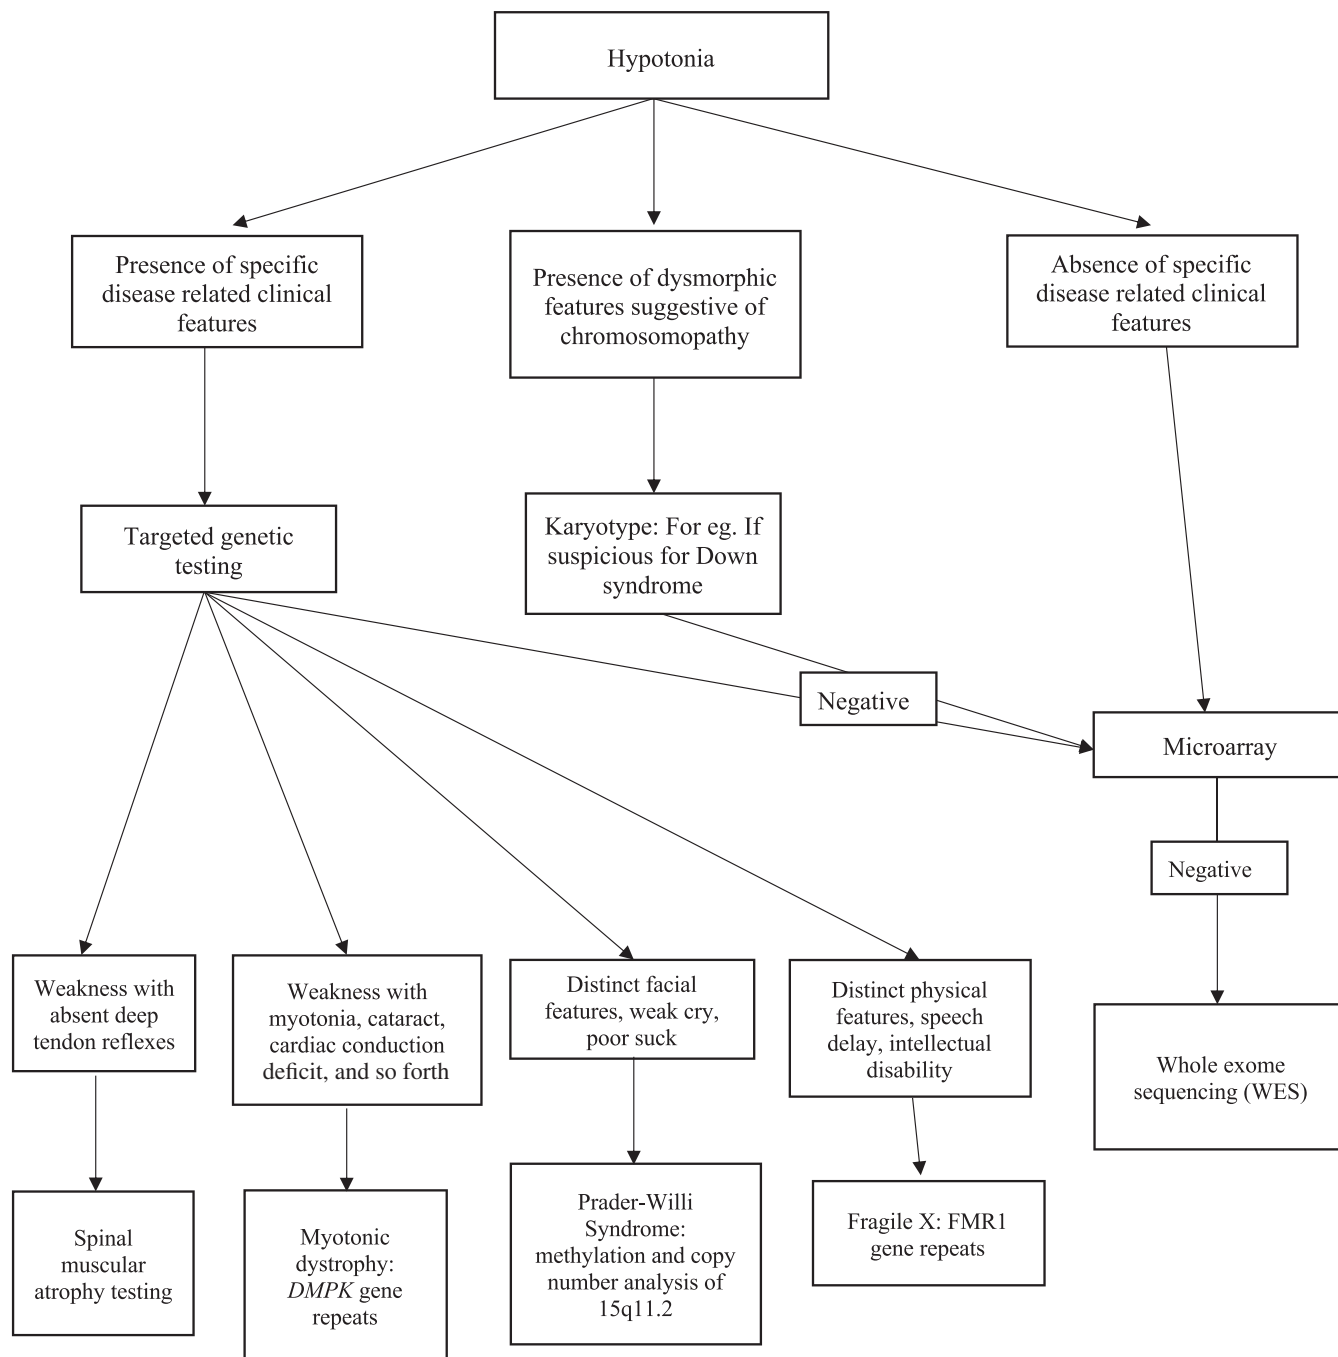 Hypotonia
Presence of specific
disease related clinical
features
Presence of dysmorphic
features suggestive of
chromosomopathy
Absence of specific
disease related clinical
features
Targeted genetic
testing
Karyotype: For eg. If
suspicious for Down
syndrome
Negative
Microarray
Negative
Weakness with
absent deep
tendon reflexes
Weakness with
myotonia, cataract,
cardiac conduction
deficit, and so forth
Distinct facial
features, weak cry,
poor suck
Distinct physical
features, speech
delay, intellectual
disability
Whole exome
sequencing (WES)
Spinal
muscular
atrophy testing
Myotonic
dystrophy:
DMPK gene
repeats
Prader-Willi
Syndrome:
methylation and copy
number analysis of
15q11.2
Fragile X: FMR1
gene repeats